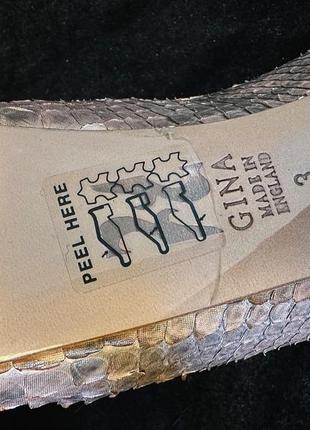 PEEL HERE
GINA
MADE IN
ENGLAND
3